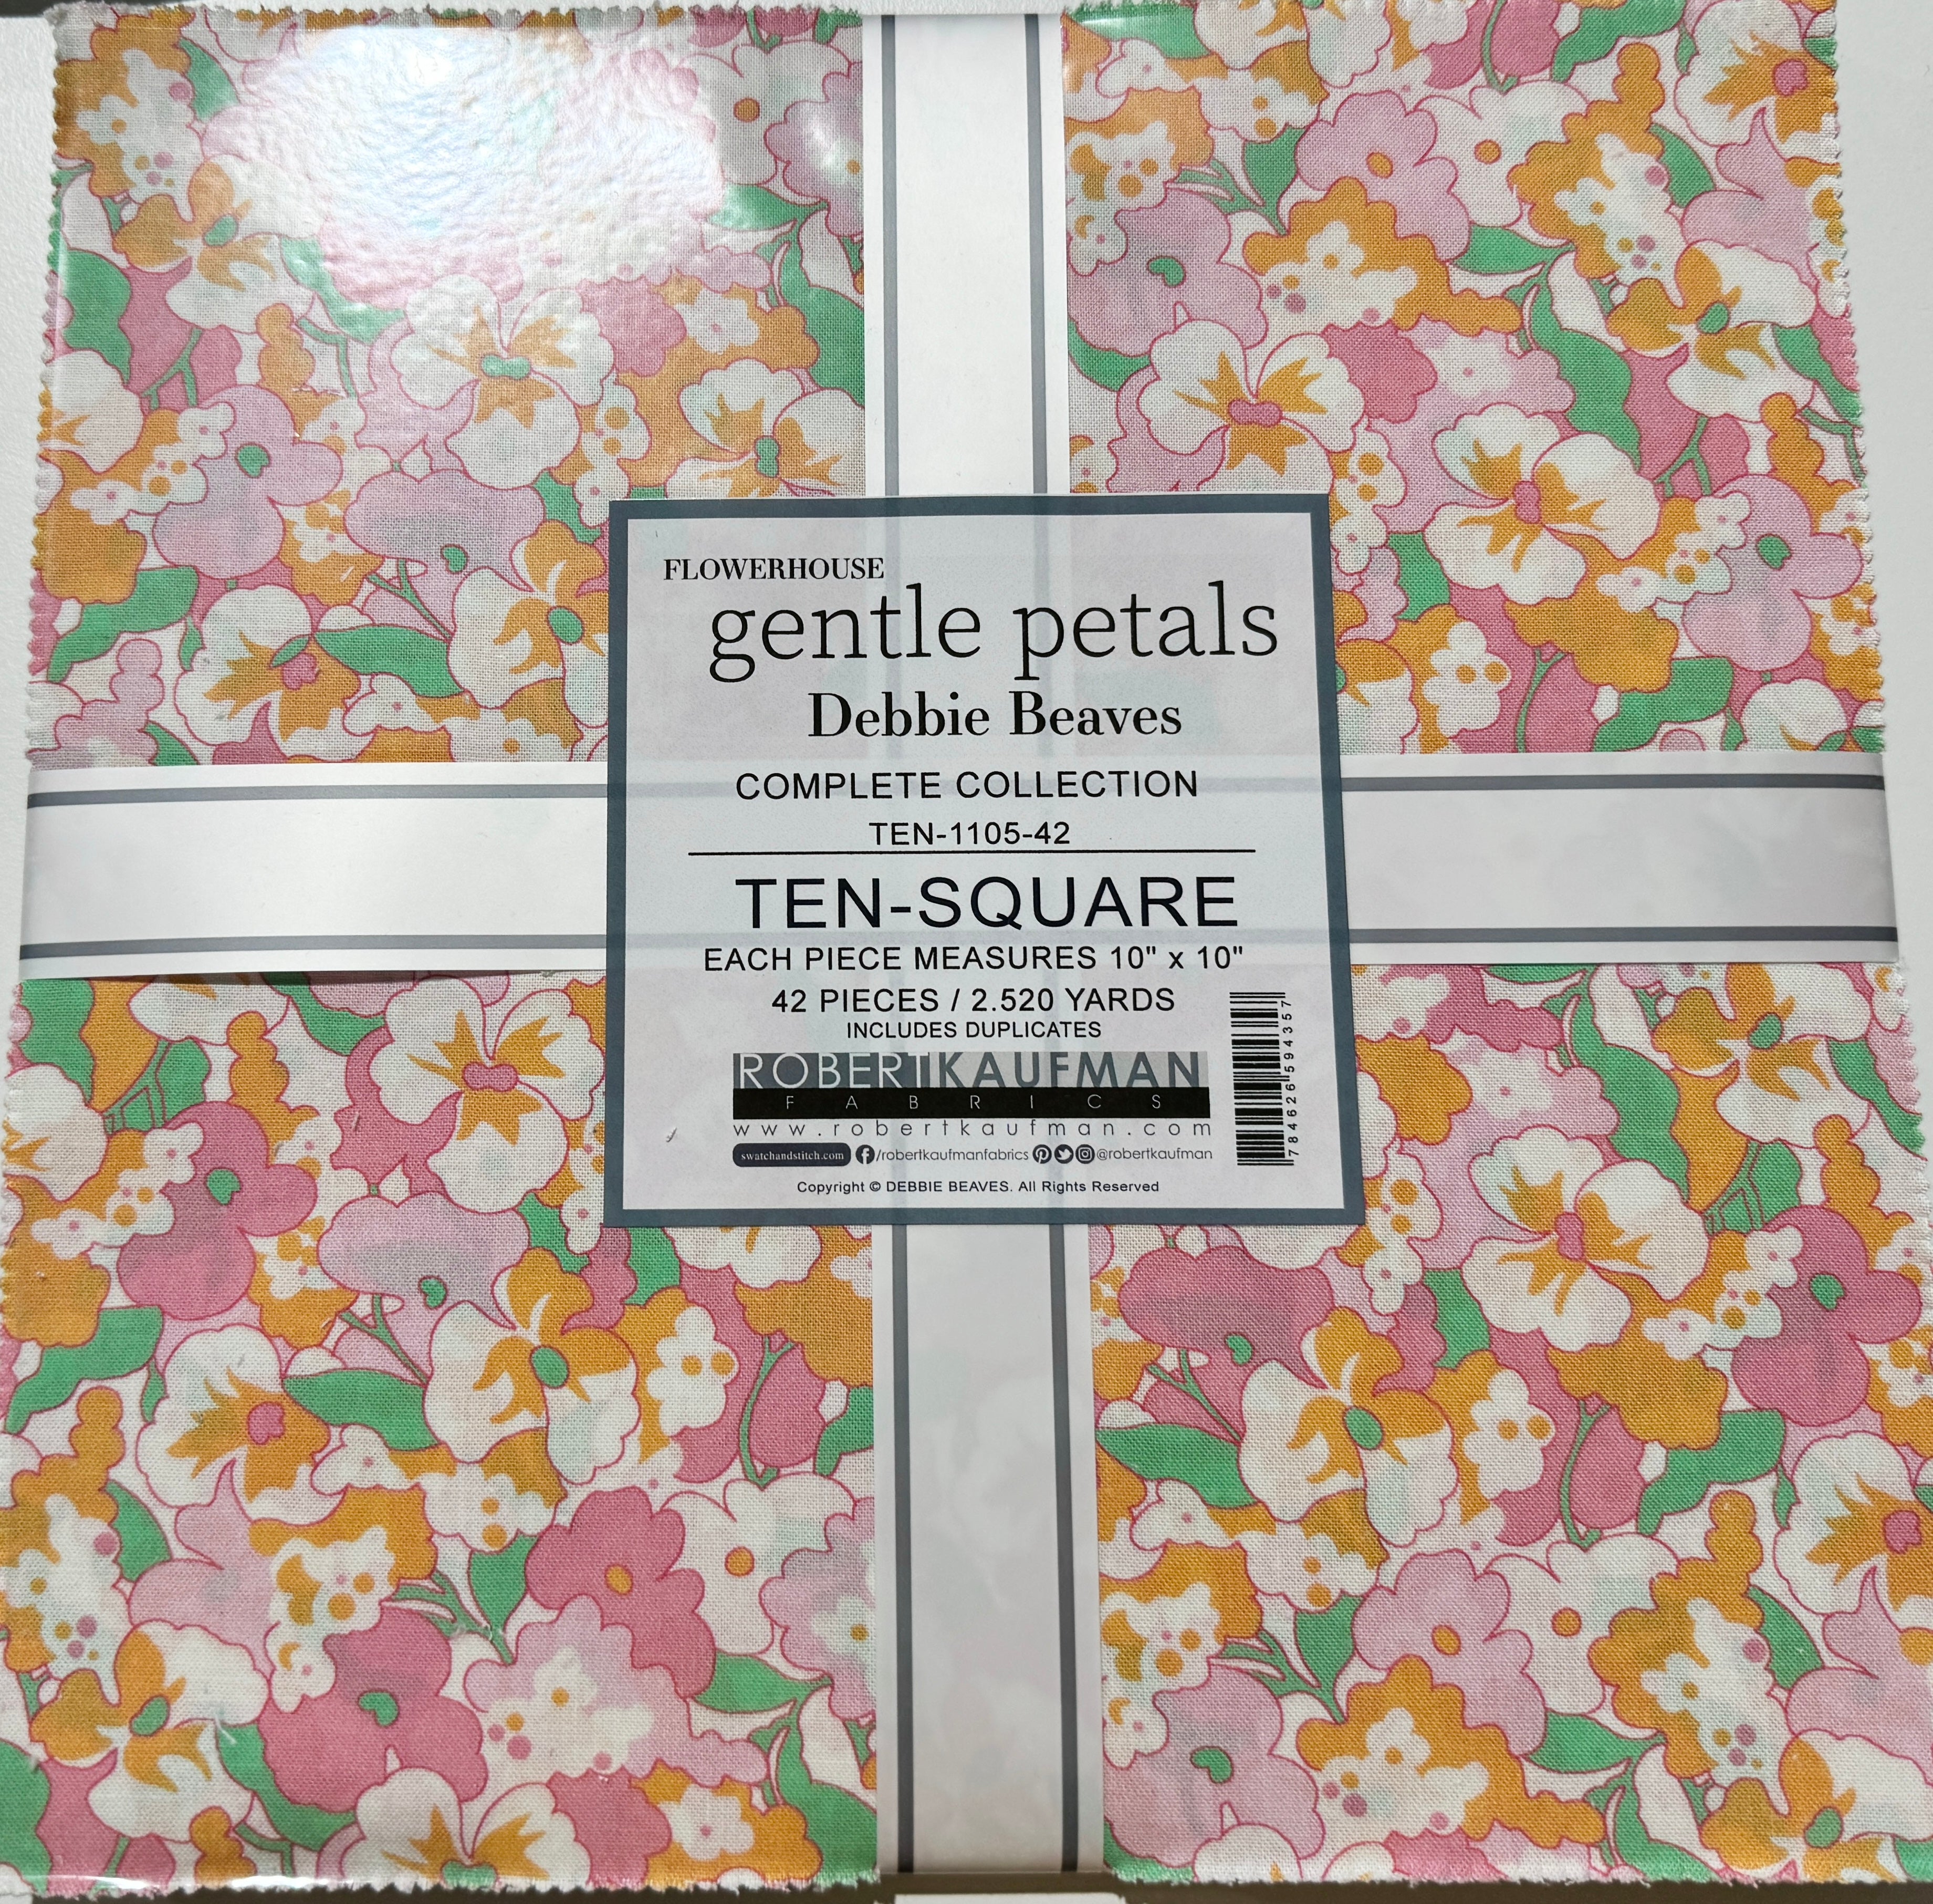 FLOWERHOUSE
gentle petals
Debbie Beaves
COMPLETE COLLECTION
TEN-1105-42
TEN-SQUARE
EACH PIECE MEASURES 10" x 10"
42 PIECES / 2.520 YARDS
INCLUDES DUPLICATES
ROBERTKAUFMAN
FABRICS
www.robertkaufman.com
swatchandstitch.com /robertkaufmanfabrics @robertkaufman
Copyright © DEBBIE BEAVES. All Rights Reserved
784626594357